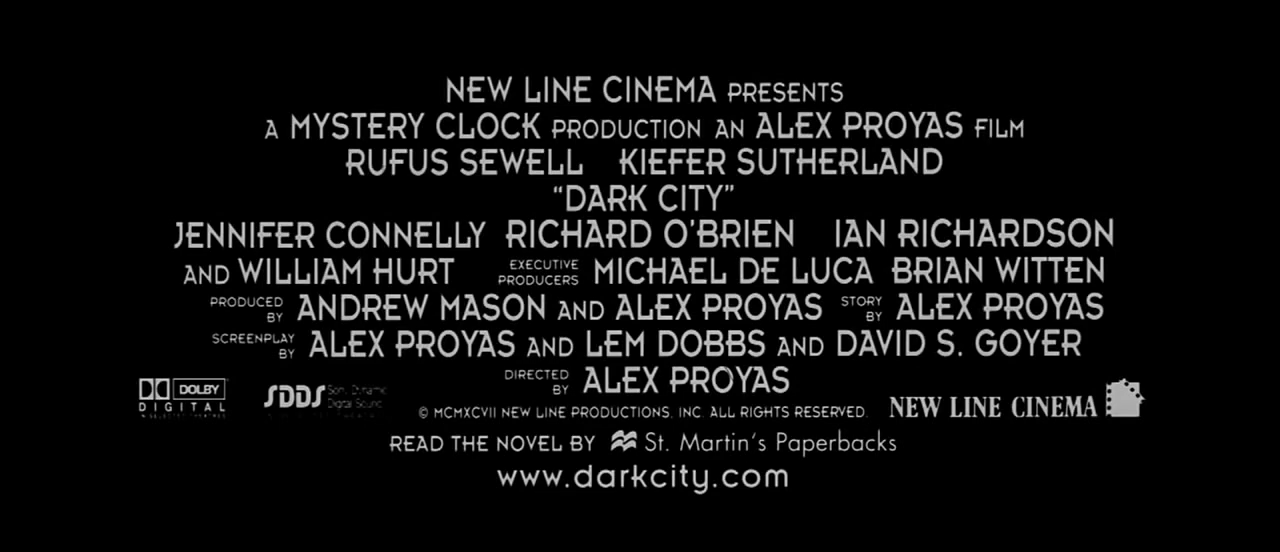 NEW LINE CINEMA PRESENTS
A MYSTERY CLOCK PRODUCTION AN ALEX PROYAS FILM
RUFUS SEWELL KIEFER SUTHERLAND
“DARK CITY”
JENNIFER CONNELLY RICHARD O'BRIEN IAN RICHARDSON
AND WILLIAM HURT EXECUTIVE PRODUCERS MICHAEL DE LUCA BRIAN WITTEN
PRODUCED BY ANDREW MASON AND ALEX PROYAS STORY BY ALEX PROYAS
SCREENPLAY BY ALEX PROYAS AND LEM DOBBS AND DAVID S. GOYER
DIRECTED BY ALEX PROYAS
DOLBY DIGITAL SDDS Sony Dynamic Digital Sound © MCMXCVII NEW LINE PRODUCTIONS, INC. ALL RIGHTS RESERVED. NEW LINE CINEMA
READ THE NOVEL BY St. Martin's Paperbacks
www.darkcity.com